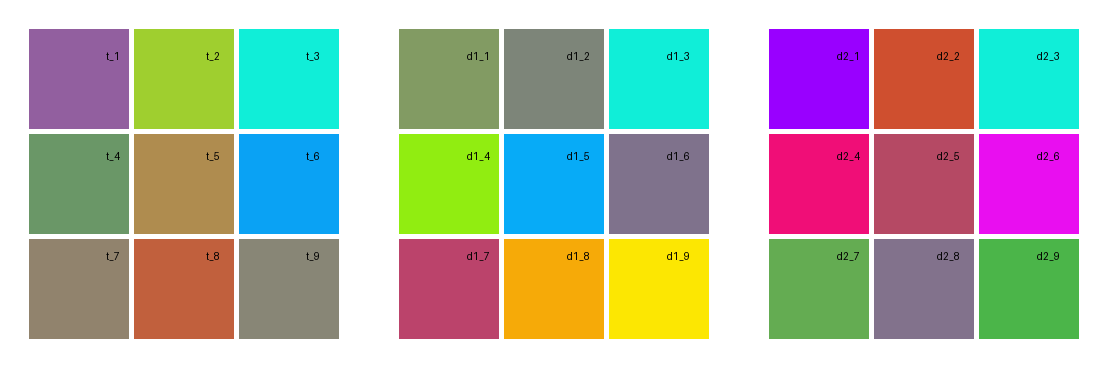 t_1 t_2 t_3 d1_1 d1_2 d1_3 d2_1 d2_2 d2_3
t_4 t_5 t_6 d1_4 d1_5 d1_6 d2_4 d2_5 d2_6
t_7 t_8 t_9 d1_7 d1_8 d1_9 d2_7 d2_8 d2_9